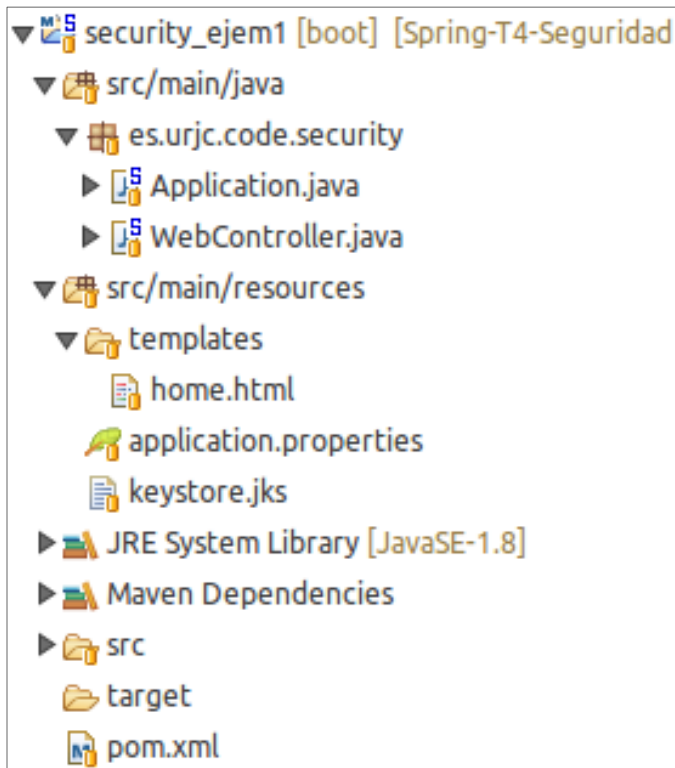 security_ejem1 [boot] [Spring-T4-Seguridad
src/main/java
es.urjc.code.security
Application.java
WebController.java
src/main/resources
templates
home.html
application.properties
keystore.jks
JRE System Library [JavaSE-1.8]
Maven Dependencies
src
target
pom.xml